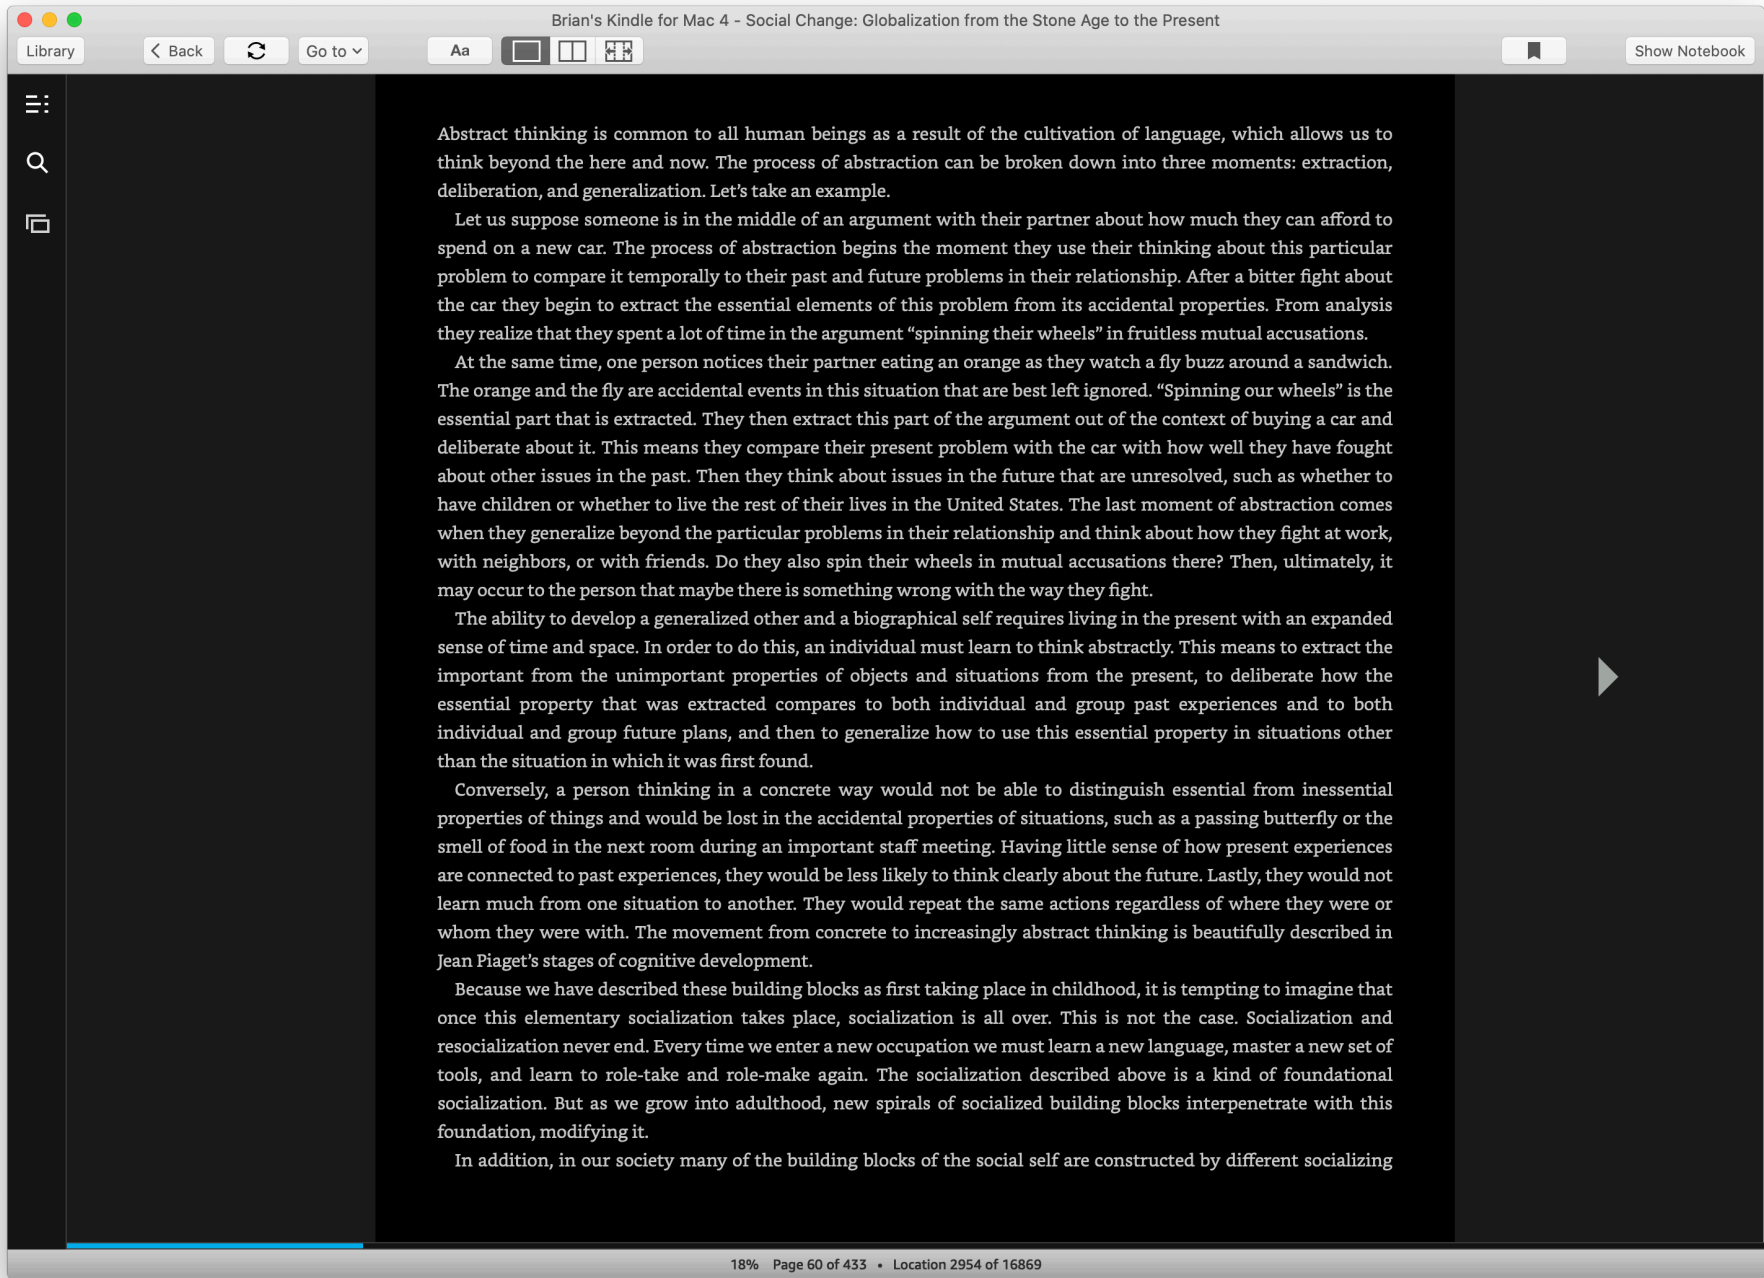 Brian's Kindle for Mac 4 - Social Change: Globalization from the Stone Age to the Present
Library
Back
Go to
Aa
Show Notebook
Abstract thinking is common to all human beings as a result of the cultivation of language, which allows us to
think beyond the here and now. The process of abstraction can be broken down into three moments: extraction,
deliberation, and generalization. Let’s take an example.
Let us suppose someone is in the middle of an argument with their partner about how much they can afford to
spend on a new car. The process of abstraction begins the moment they use their thinking about this particular
problem to compare it temporally to their past and future problems in their relationship. After a bitter fight about
the car they begin to extract the essential elements of this problem from its accidental properties. From analysis
they realize that they spent a lot of time in the argument “spinning their wheels” in fruitless mutual accusations.
At the same time, one person notices their partner eating an orange as they watch a fly buzz around a sandwich.
The orange and the fly are accidental events in this situation that are best left ignored. “Spinning our wheels” is the
essential part that is extracted. They then extract this part of the argument out of the context of buying a car and
deliberate about it. This means they compare their present problem with the car with how well they have fought
about other issues in the past. Then they think about issues in the future that are unresolved, such as whether to
have children or whether to live the rest of their lives in the United States. The last moment of abstraction comes
when they generalize beyond the particular problems in their relationship and think about how they fight at work,
with neighbors, or with friends. Do they also spin their wheels in mutual accusations there? Then, ultimately, it
may occur to the person that maybe there is something wrong with the way they fight.
The ability to develop a generalized other and a biographical self requires living in the present with an expanded
sense of time and space. In order to do this, an individual must learn to think abstractly. This means to extract the
important from the unimportant properties of objects and situations from the present, to deliberate how the
essential property that was extracted compares to both individual and group past experiences and to both
individual and group future plans, and then to generalize how to use this essential property in situations other
than the situation in which it was first found.
Conversely, a person thinking in a concrete way would not be able to distinguish essential from inessential
properties of things and would be lost in the accidental properties of situations, such as a passing butterfly or the
smell of food in the next room during an important staff meeting. Having little sense of how present experiences
are connected to past experiences, they would be less likely to think clearly about the future. Lastly, they would not
learn much from one situation to another. They would repeat the same actions regardless of where they were or
whom they were with. The movement from concrete to increasingly abstract thinking is beautifully described in
Jean Piaget’s stages of cognitive development.
Because we have described these building blocks as first taking place in childhood, it is tempting to imagine that
once this elementary socialization takes place, socialization is all over. This is not the case. Socialization and
resocialization never end. Every time we enter a new occupation we must learn a new language, master a new set of
tools, and learn to role-take and role-make again. The socialization described above is a kind of foundational
socialization. But as we grow into adulthood, new spirals of socialized building blocks interpenetrate with this
foundation, modifying it.
In addition, in our society many of the building blocks of the social self are constructed by different socializing
18% Page 60 of 433 • Location 2954 of 16869